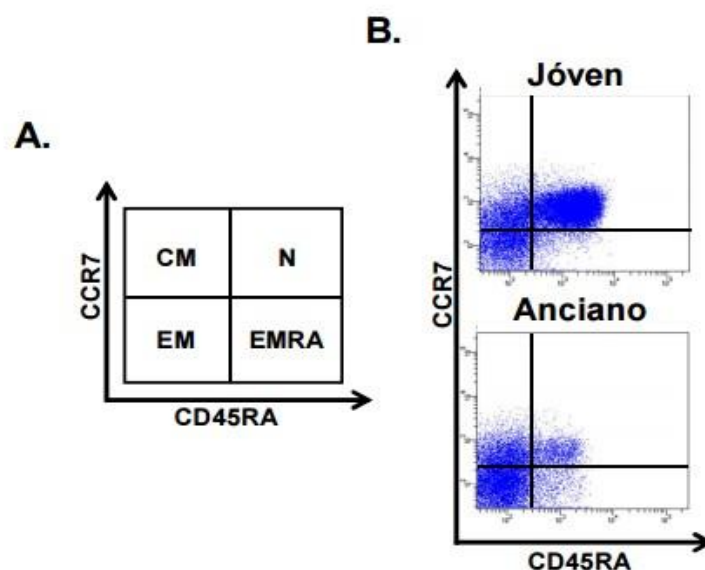 A.
CCR7
CM N
EM EMRA
CD45RA
B.
Jóven
Anciano
CCR7
CD45RA